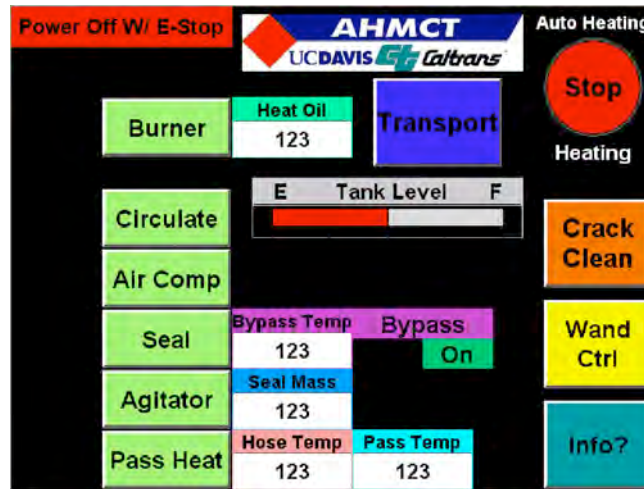 Power Off W/ E-Stop
AHMCT
UCDAVIS Caltrans
Auto Heating
Stop
Heating
Burner
Heat Oil
123
Transport
E Tank Level F
Circulate
Air Comp
Crack
Clean
Seal
Bypass Temp
123
Bypass
On
Wand
Ctrl
Agitator
Seal Mass
123
Pass Heat
Hose Temp
123
Pass Temp
123
Info?